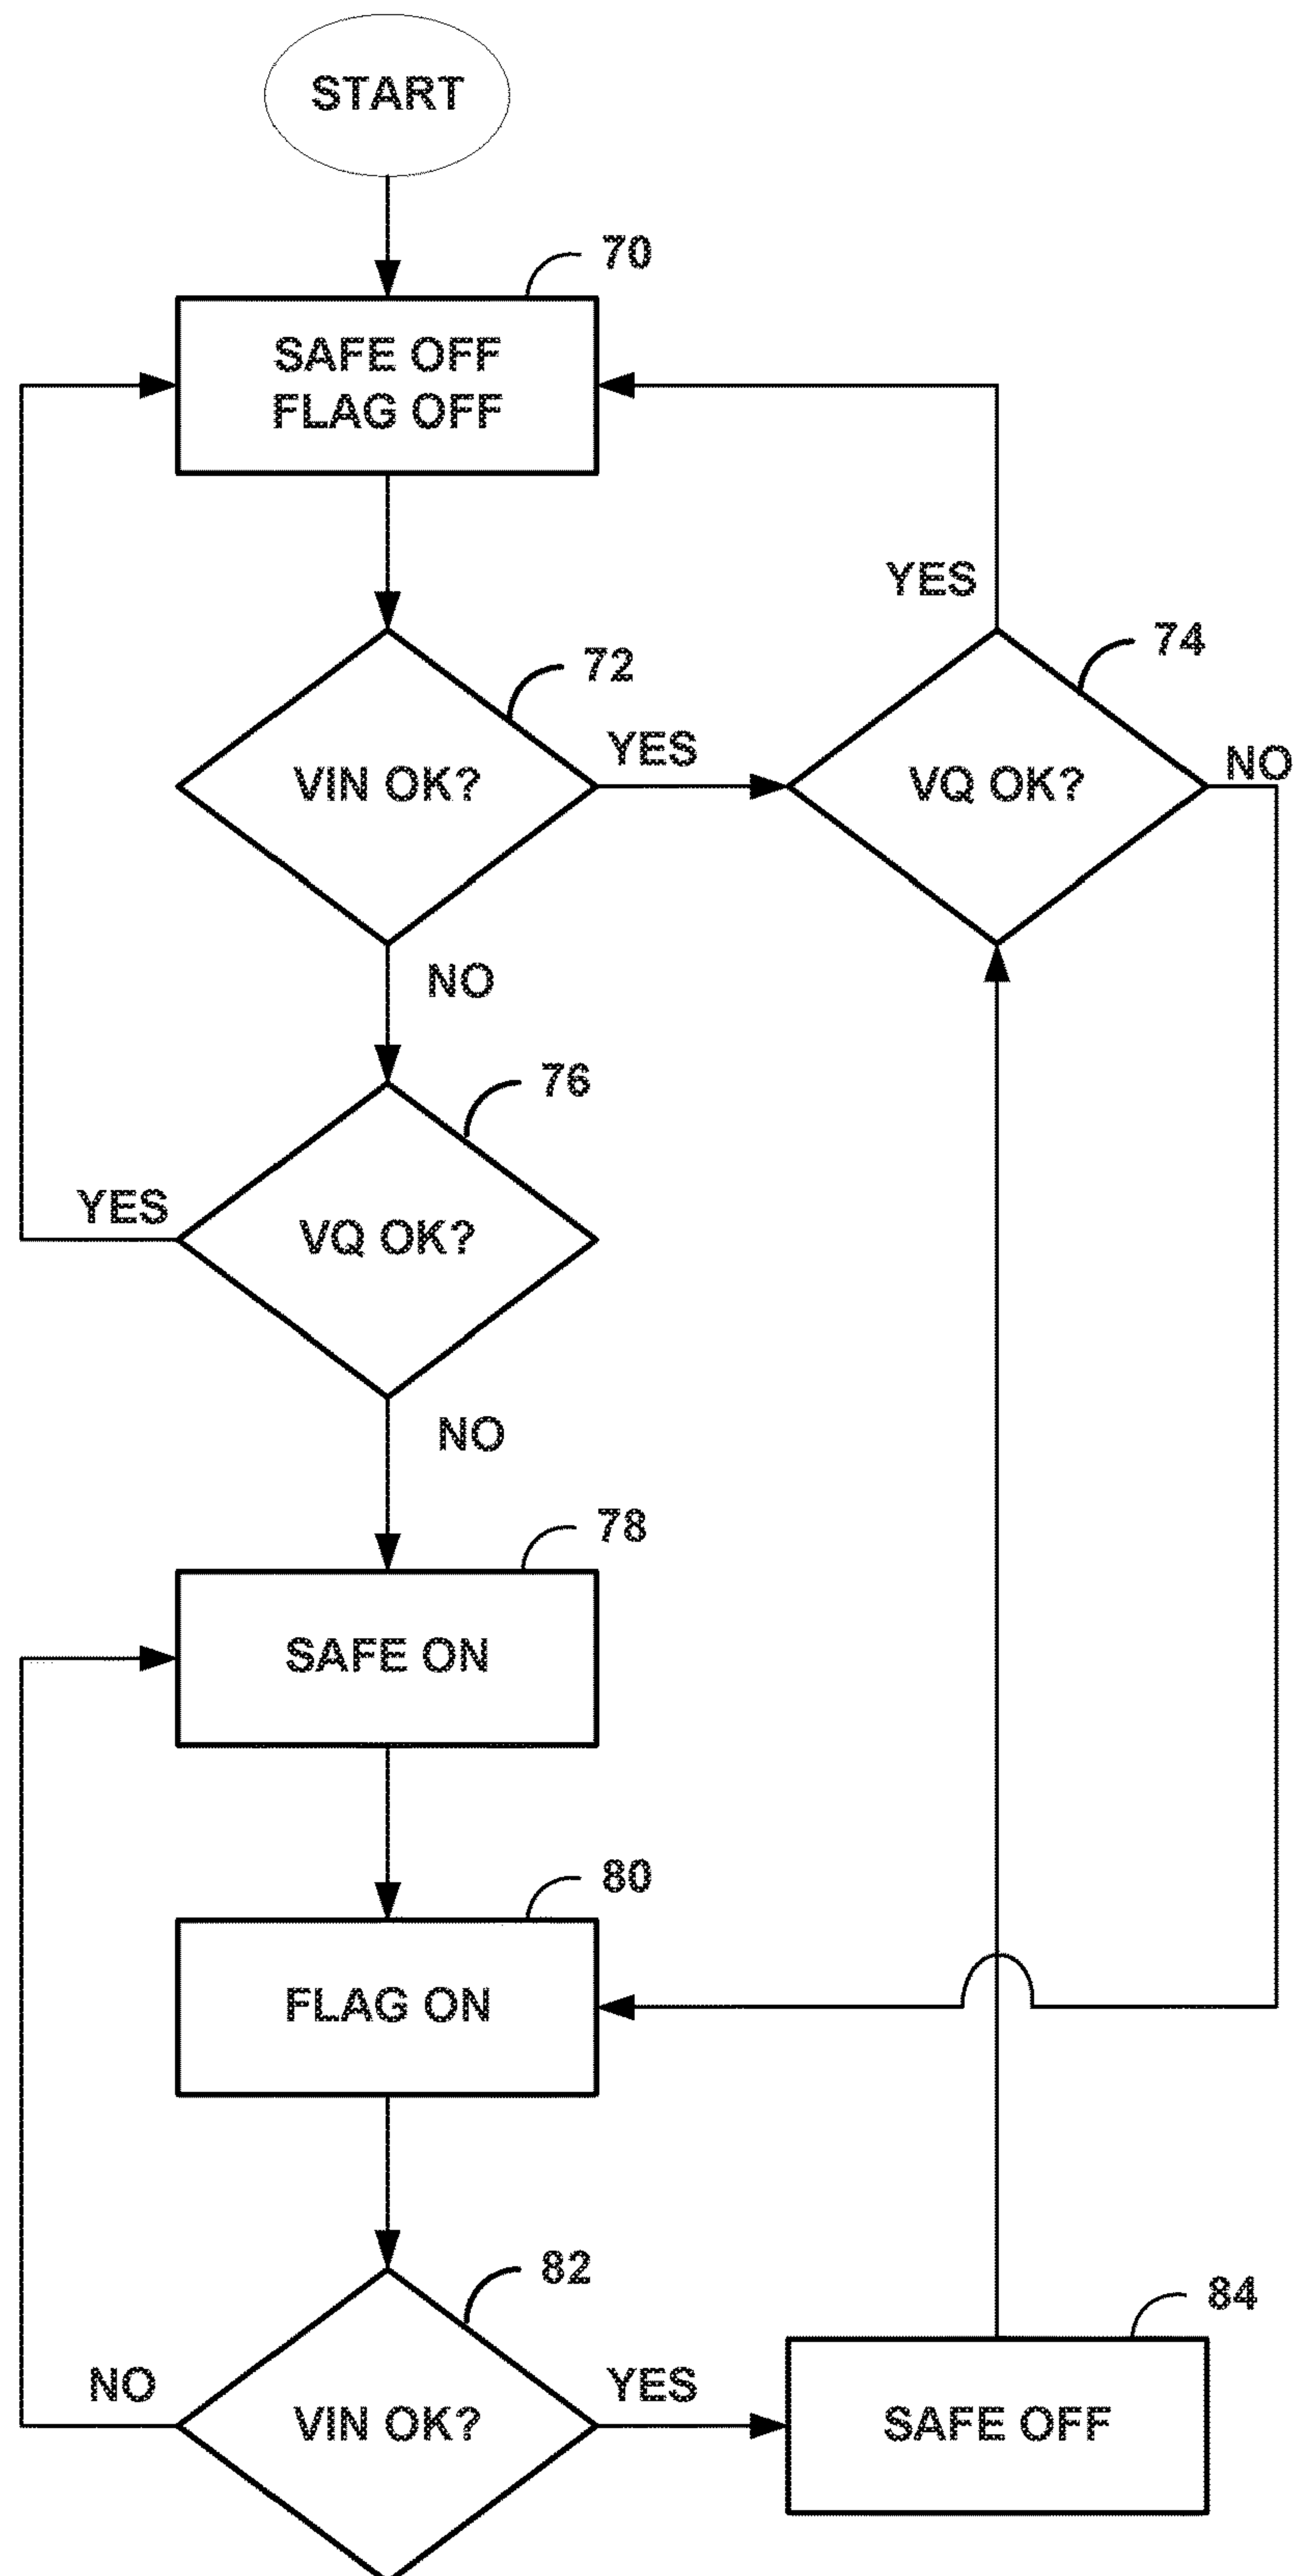 START
70
SAFE OFF
FLAG OFF
YES
74
72
VIN OK?
YES
VQ OK?
NO
NO
76
YES
VQ OK?
NO
78
SAFE ON
80
FLAG ON
82
84
NO
VIN OK?
YES
SAFE OFF